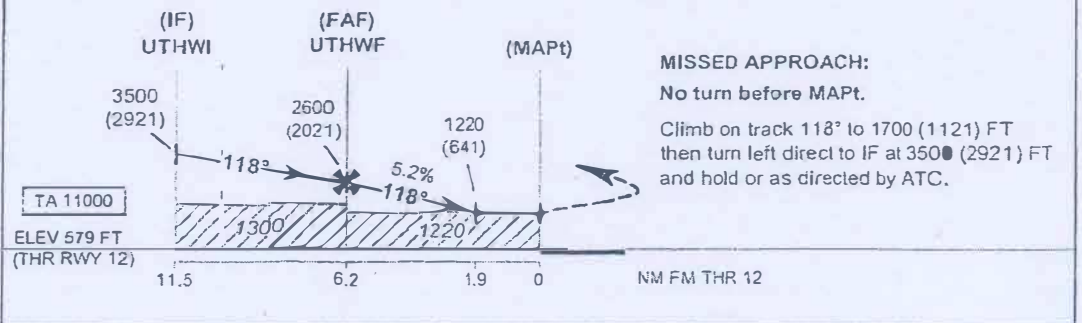 (IF)
UTHWI
(FAF)
UTHWF
(MAPt)
3500
(2921)
2600
(2021)
1220
(641)
118°
5.2%
118°
1300
1220
TA 11000
ELEV 579 FT
(THR RWY 12)
11.5
6.2
1.9
0
NM FM THR 12
MISSED APPROACH:
No turn before MAPt.
Climb on track 118° to 1700 (1121) FT
then turn left direct to IF at 3500 (2921) FT
and hold or as directed by ATC.